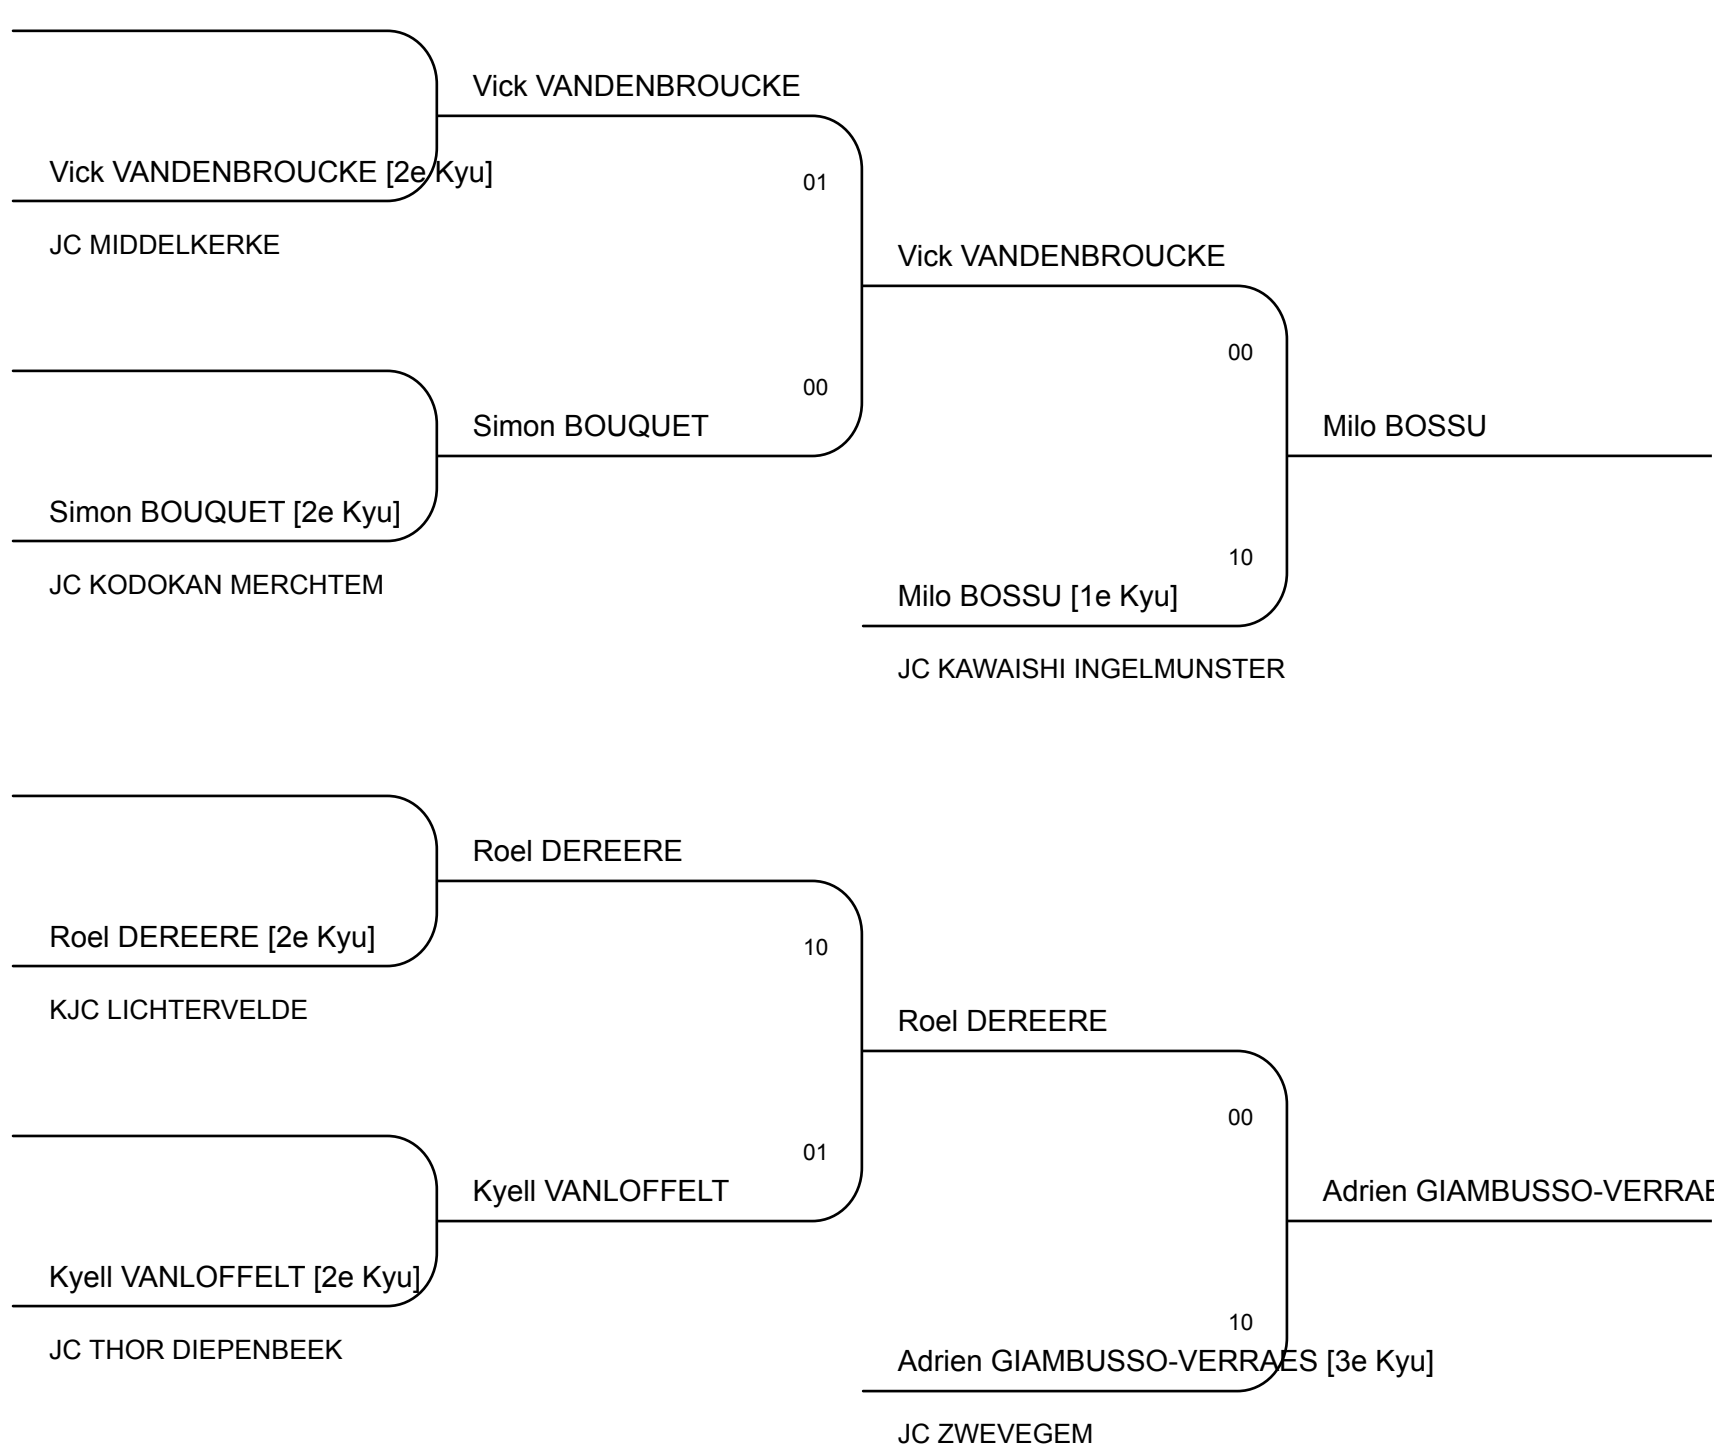 Vick VANDENBROUCKE
Vick VANDENBROUCKE [2e Kyu]
01
JC MIDDELKERKE
Vick VANDENBROUCKE
00
00
Simon BOUQUET
Milo BOSSU
Simon BOUQUET [2e Kyu]
10
JC KODOKAN MERCHTEM
Milo BOSSU [1e Kyu]
JC KAWAISHI INGELMUNSTER
Roel DEREERE
Roel DEREERE [2e Kyu]
10
KJC LICHTERVELDE
Roel DEREERE
00
01
Kyell VANLOFFELT
Adrien GIAMBUSSO-VERRAE
Kyell VANLOFFELT [2e Kyu]
10
JC THOR DIEPENBEEK
Adrien GIAMBUSSO-VERRAES [3e Kyu]
JC ZWEVEGEM